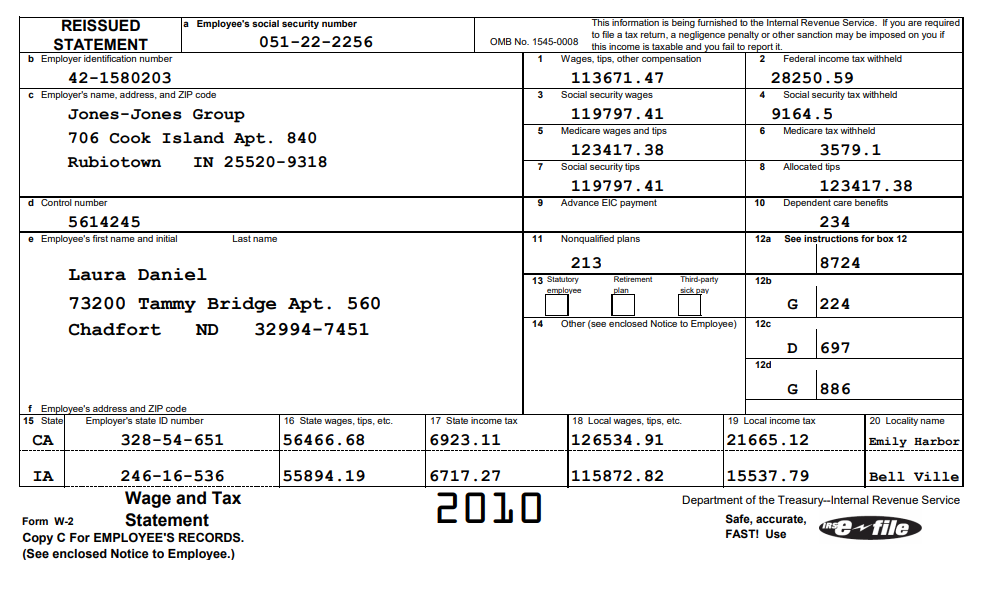 REISSUED
STATEMENT
a Employee's social security number
051-22-2256
OMB No. 1545-0008
This information is being furnished to the Internal Revenue Service. If you are required
to file a tax return, a negligence penalty or other sanction may be imposed on you if
this income is taxable and you fail to report it.
b Employer identification number
42-1580203
1 Wages, tips, other compensation
113671.47
2 Federal income tax withheld
28250.59
c Employer's name, address, and ZIP code
Jones-Jones Group
706 Cook Island Apt. 840
Rubiotown IN 25520-9318
3 Social security wages
119797.41
4 Social security tax withheld
9164.5
5 Medicare wages and tips
123417.38
6 Medicare tax withheld
3579.1
7 Social security tips
119797.41
8 Allocated tips
123417.38
d Control number
5614245
9 Advance EIC payment
10 Dependent care benefits
234
e Employee's first name and initial Last name
Laura Daniel
73200 Tammy Bridge Apt. 560
Chadfort ND 32994-7451
f Employee's address and ZIP code
11 Nonqualified plans
213
12a See instructions for box 12
8724
13 Statutory employee Retirement plan Third-party sick pay
12b
G 224
14 Other (see enclosed Notice to Employee)
12c
D 697
12d
G 886
15 State Employer's state ID number 16 State wages, tips, etc. 17 State income tax 18 Local wages, tips, etc. 19 Local income tax 20 Locality name
CA 328-54-651 56466.68 6923.11 126534.91 21665.12 Emily Harbor
IA 246-16-536 55894.19 6717.27 115872.82 15537.79 Bell Ville
Form W-2
Wage and Tax
Statement
2010
Department of the Treasury--Internal Revenue Service
Copy C For EMPLOYEE'S RECORDS.
(See enclosed Notice to Employee.)
Safe, accurate,
FAST! Use
IRS e-file